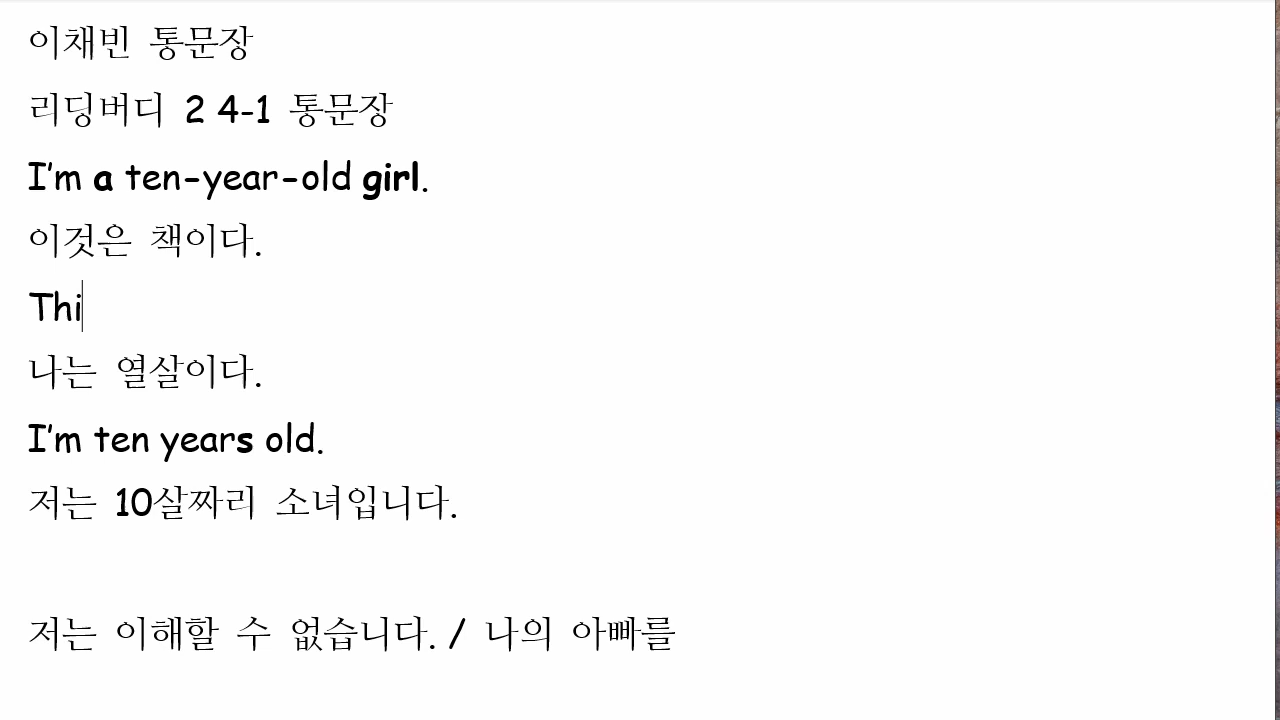 이채빈 통문장
리딩버디 2 4-1 통문장
I'm a ten-year-old girl.
이것은 책이다.
Thi
나는 열살이다.
I'm ten years old.
저는 10살짜리 소녀입니다.
저는 이해할 수 없습니다. / 나의 아빠를